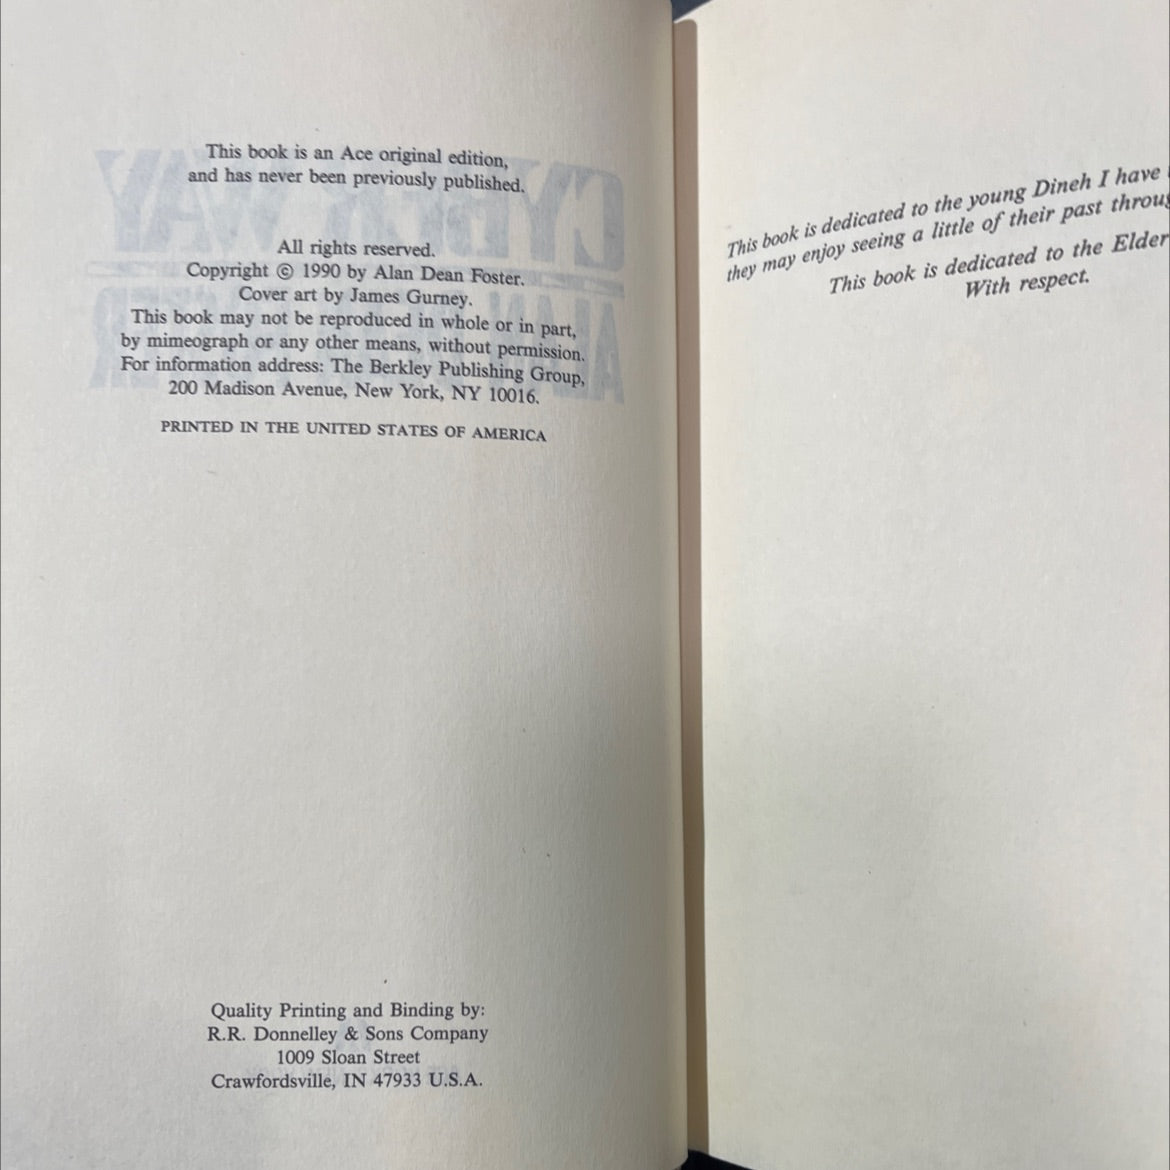 This book is an Ace original edition,
and has never been previously published.
All rights reserved.
Copyright © 1990 by Alan Dean Foster.
Cover art by James Gurney.
This book may not be reproduced in whole or in part,
by mimeograph or any other means, without permission.
For information address: The Berkley Publishing Group,
200 Madison Avenue, New York, NY 10016.
PRINTED IN THE UNITED STATES OF AMERICA
Quality Printing and Binding by:
R.R. Donnelley & Sons Company
1009 Sloan Street
Crawfordsville, IN 47933 U.S.A.
This book is dedicated to the young Dineh I have
they may enjoy seeing a little of their past
This book is dedicated to the
With respect.